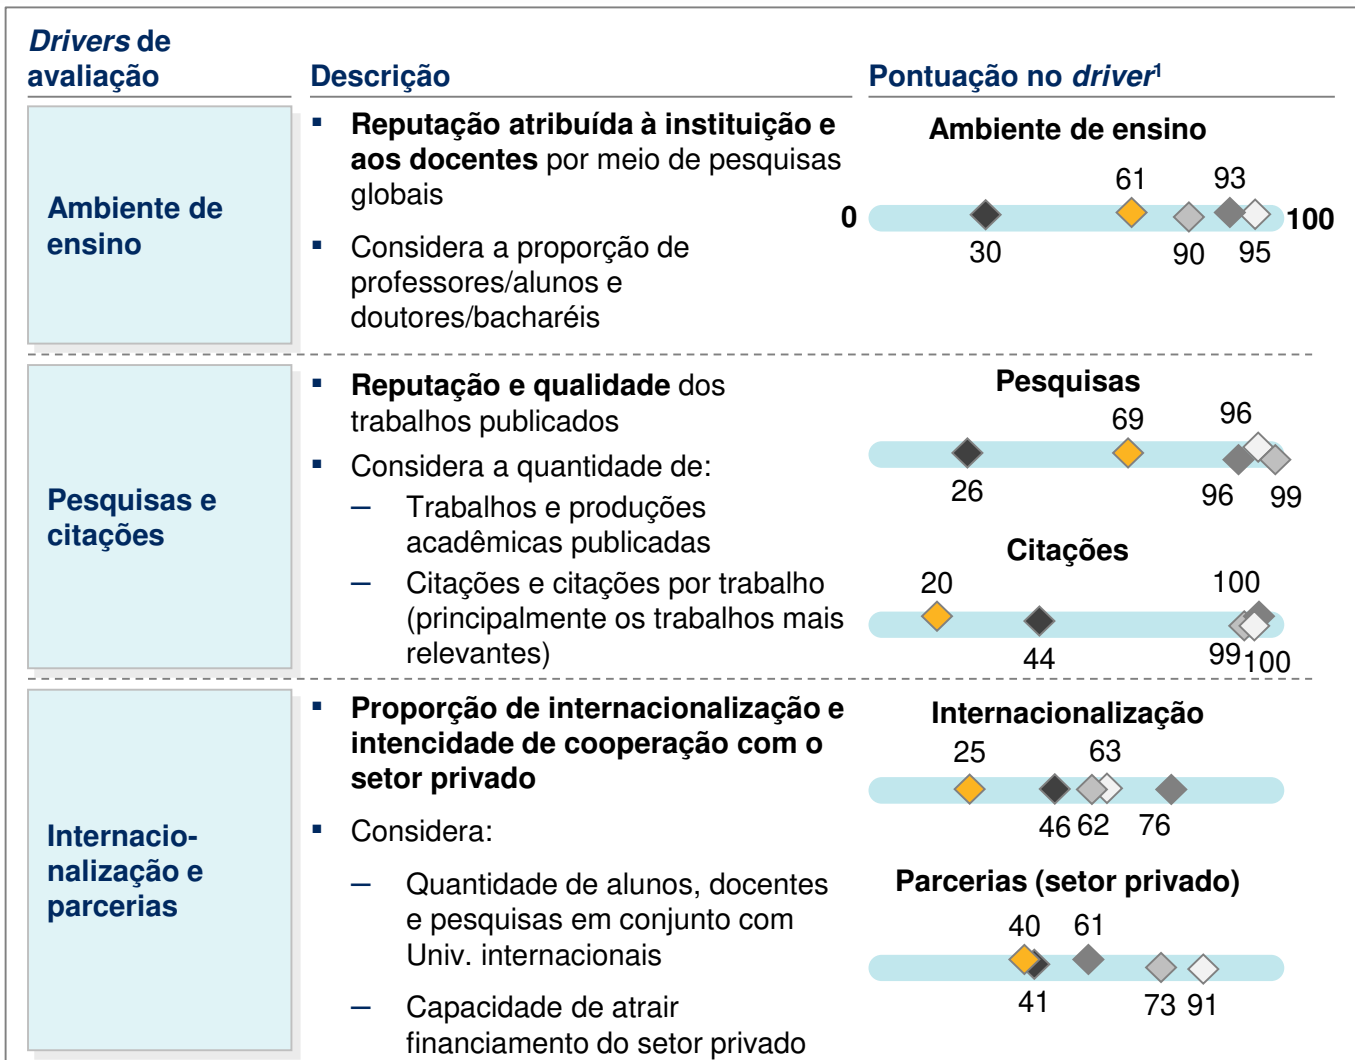 Drivers de
avaliação
Descrição
Pontuação no driver¹
Ambiente de
ensino
▪ Reputação atribuída à instituição e
aos docentes por meio de pesquisas
globais
▪ Considera a proporção de
professores/alunos e
doutores/bacharéis
Ambiente de ensino
61 93
0 100
30 90 95
Pesquisas e
citações
▪ Reputação e qualidade dos
trabalhos publicados
▪ Considera a quantidade de:
– Trabalhos e produções
acadêmicas publicadas
– Citações e citações por trabalho
(principalmente os trabalhos mais
relevantes)
Pesquisas
69 96
26 96 99
Citações
20 100
44 99 100
Internacio-
nalização e
parcerias
▪ Proporção de internacionalização e
intencidade de cooperação com o
setor privado
▪ Considera:
– Quantidade de alunos, docentes
e pesquisas em conjunto com
Univ. internacionais
– Capacidade de atrair
financiamento do setor privado
Internacionalização
25 63
46 62 76
Parcerias (setor privado)
40 61
41 73 91